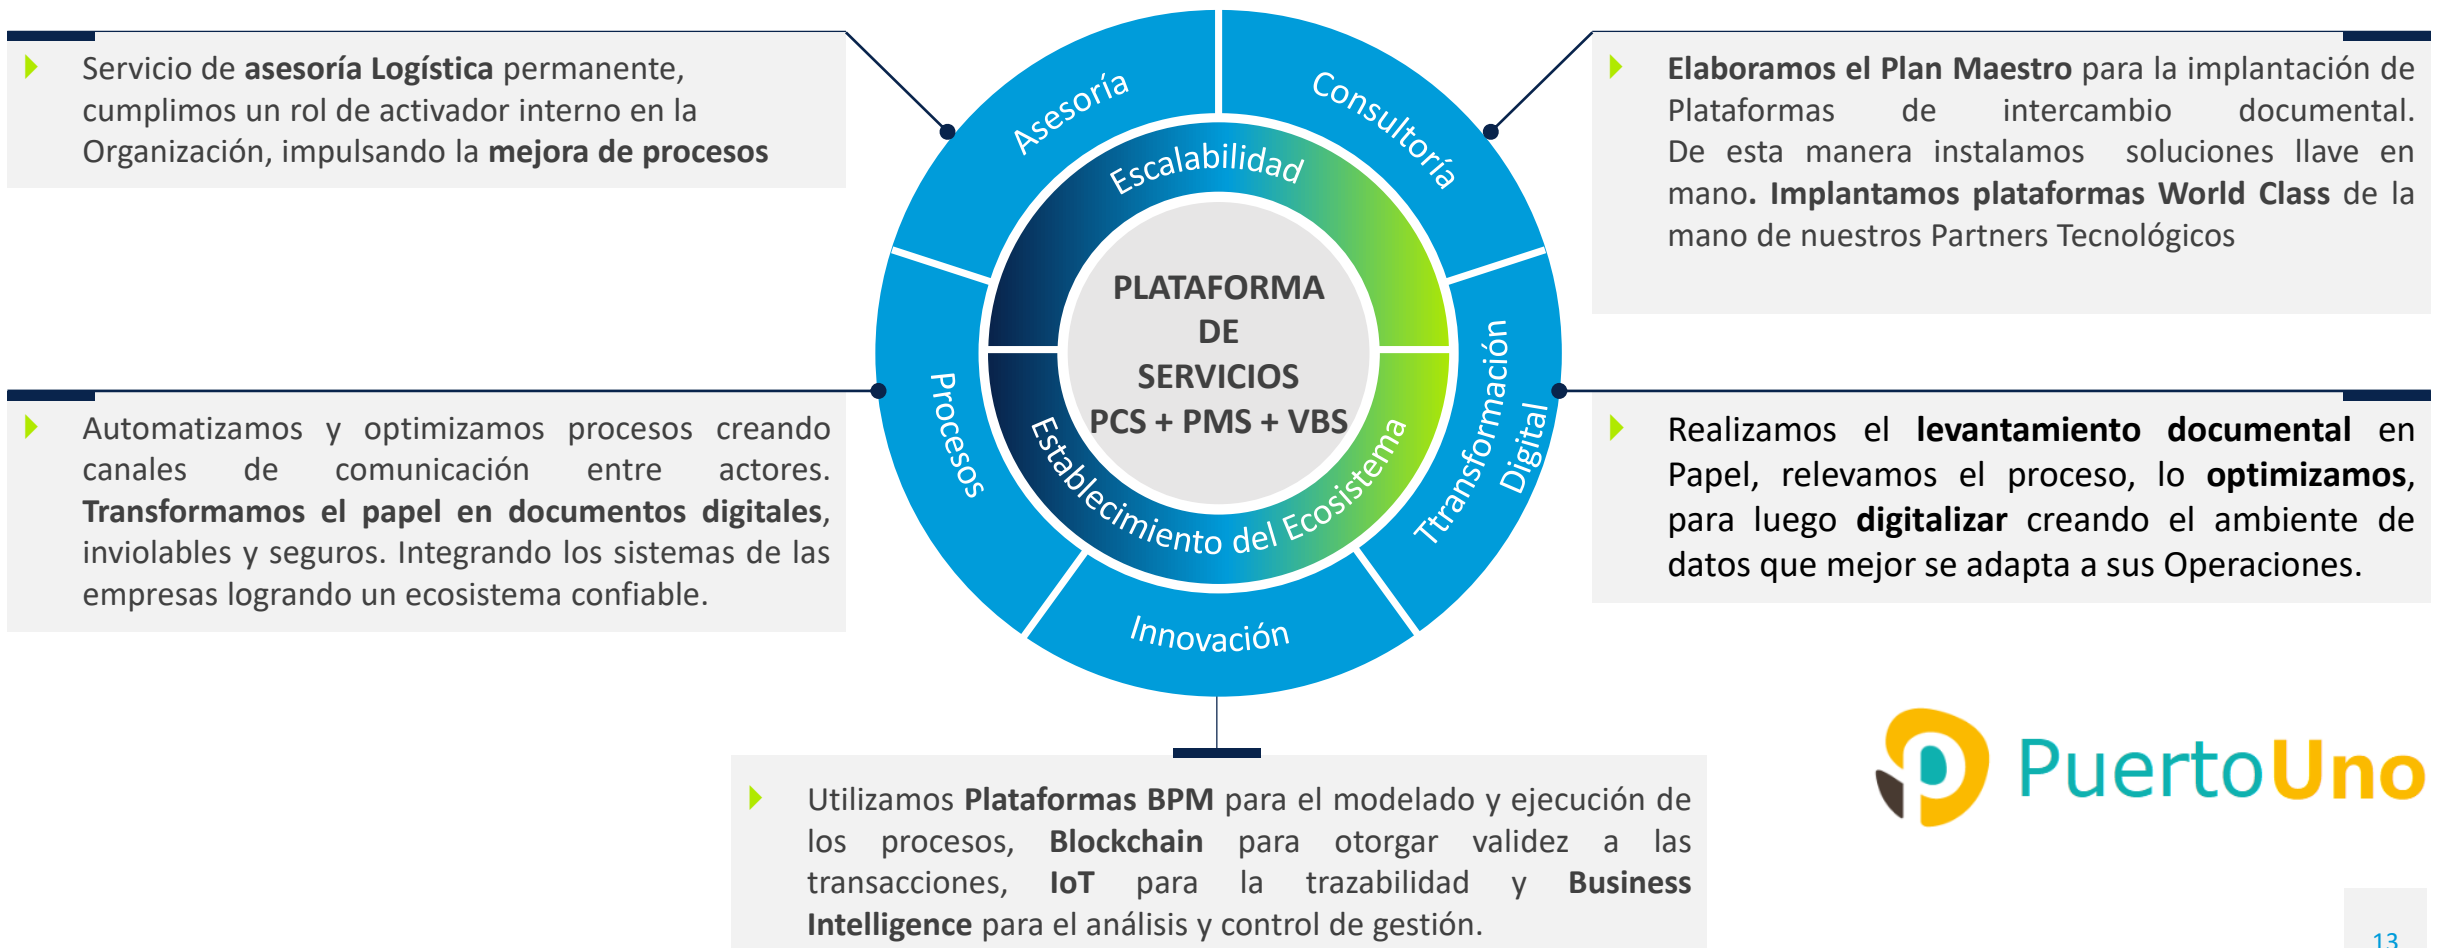 Servicio de asesoría Logística permanente,
cumplimos un rol de activador interno en la
Organización, impulsando la mejora de procesos
Asesoría
Consultoría
Elaboramos el Plan Maestro para la implantación de
Plataformas de intercambio documental.
De esta manera instalamos soluciones llave en
mano. Implantamos plataformas World Class de la
mano de nuestros Partners Tecnológicos
Escalabilidad
PLATAFORMA
DE
SERVICIOS
PCS + PMS + VBS
Establecimiento del Ecosistema
Procesos
Automatizamos y optimizamos procesos creando
canales de comunicación entre actores.
Transformamos el papel en documentos digitales,
inviolables y seguros. Integrando los sistemas de las
empresas logrando un ecosistema confiable.
Ttransformación
Digital
Realizamos el levantamiento documental en
Papel, relevamos el proceso, lo optimizamos,
para luego digitalizar creando el ambiente de
datos que mejor se adapta a sus Operaciones.
Innovación
Utilizamos Plataformas BPM para el modelado y ejecución de
los procesos, Blockchain para otorgar validez a las
transacciones, IoT para la trazabilidad y Business
Intelligence para el análisis y control de gestión.
PuertoUno
13